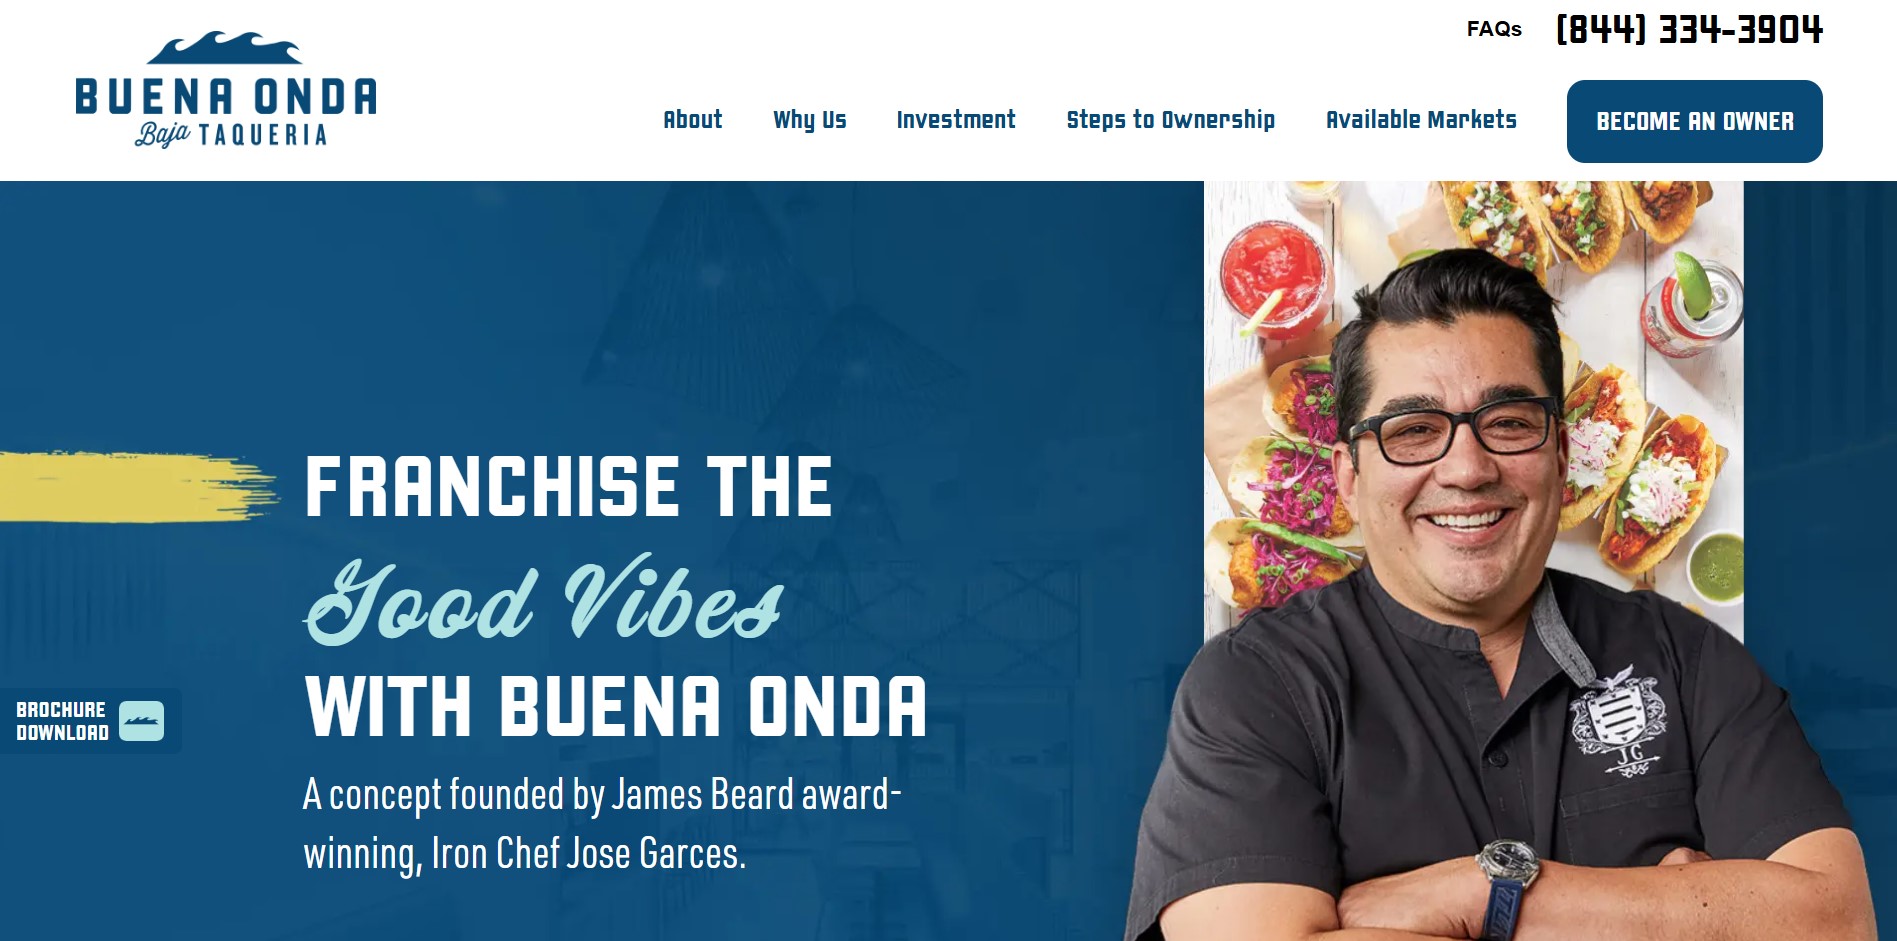 FAQs (844) 334-3904
BUENA ONDA
Baja TAQUERIA
About Why Us Investment Steps to Ownership Available Markets BECOME AN OWNER
FRANCHISE THE
Good Vibes
WITH BUENA ONDA
A concept founded by James Beard award-
winning, Iron Chef Jose Garces.
BROCHURE
DOWNLOAD
JG